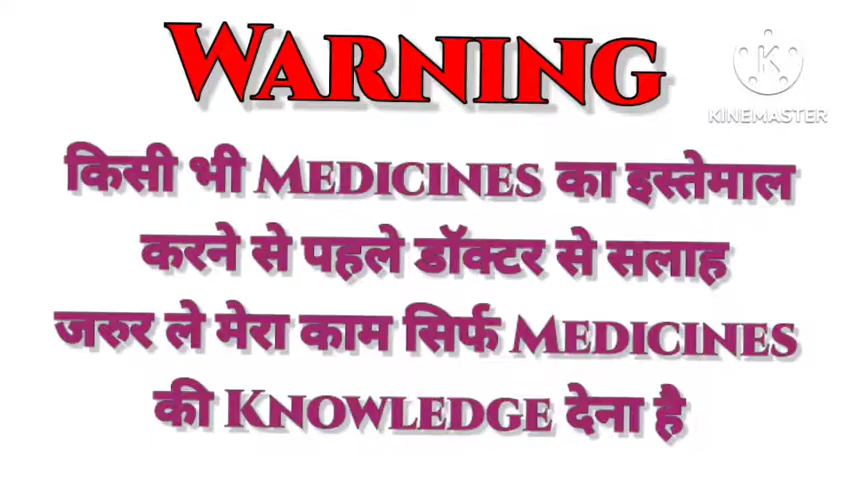 WARNING
KINEMASTER
किसी भी MEDICINES का इस्तेमाल
करने से पहले डॉक्टर से सलाह
जरुर ले मेरा काम सिर्फ MEDICINES
की KNOWLEDGE देना है